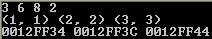 3 6 8 2
(1, 1) (2, 2) (3, 3)
0012FF34 0012FF3C 0012FF44